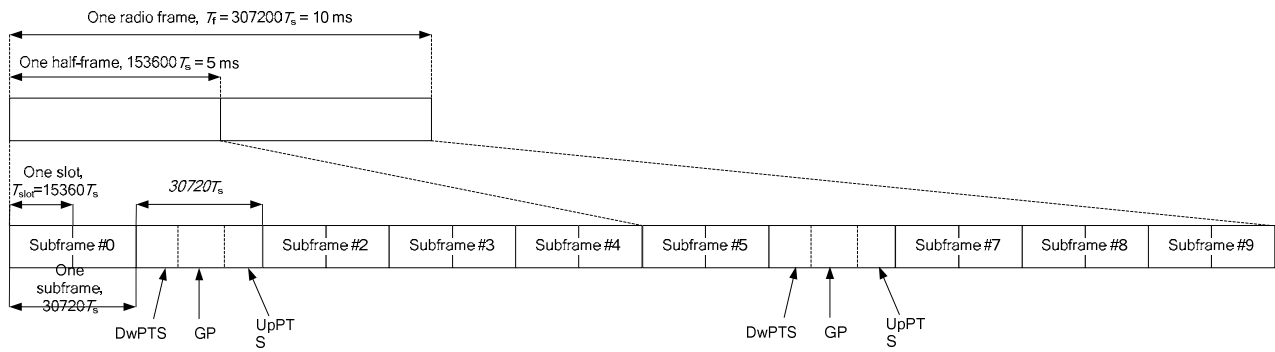 One radio frame, Tf = 307200Ts = 10 ms
One half-frame, 153600Ts = 5 ms
One slot,
Tslot=15360Ts
30720Ts
Subframe #0
Subframe #2
Subframe #3
Subframe #4
Subframe #5
Subframe #7
Subframe #8
Subframe #9
One
subframe,
30720Ts
DwPTS
GP
UpPT
S
DwPTS
GP
UpPT
S